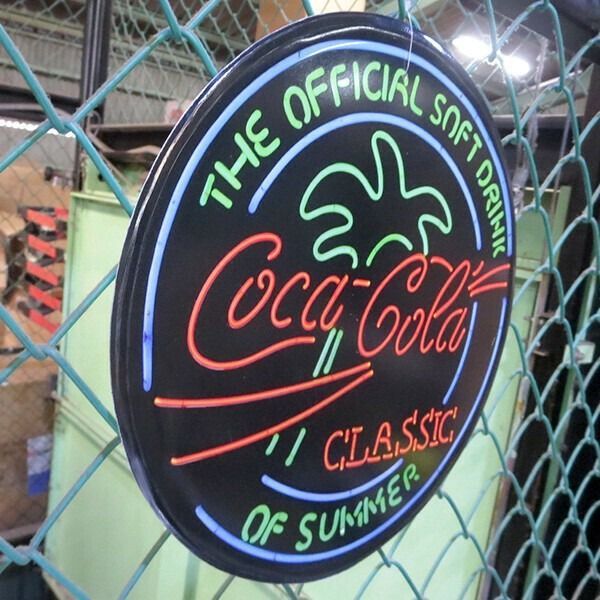 THE OFFICIAL SOFT DRINK
Coca-Cola
CLASSIC
OF SUMMER